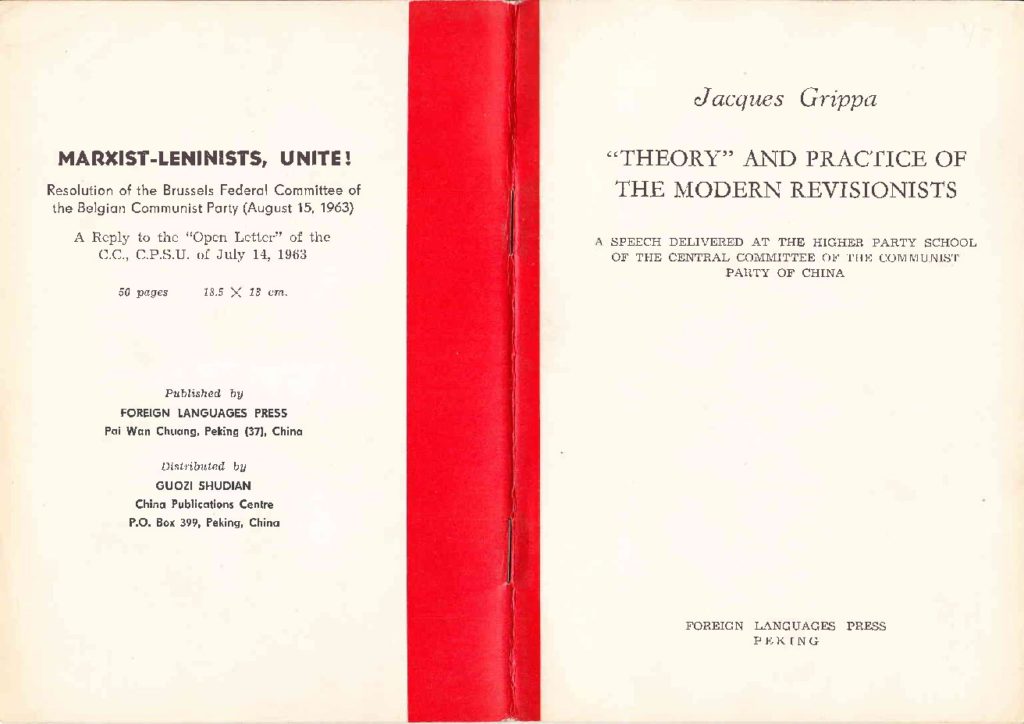 MARXIST-LENINISTS, UNITE!
Resolution of the Brussels Federal Committee of
the Belgian Communist Party (August 15, 1963)
A Reply to the “Open Letter” of the
C.C., C.P.S.U. of July 14, 1963
50 pages 18.5 × 13 cm.
Published by
FOREIGN LANGUAGES PRESS
Pai Wan Chuang, Peking (37), China
Distributed by
GUOZI SHUDIAN
China Publications Centre
P.O. Box 399, Peking, China
Jacques Grippa
“THEORY” AND PRACTICE OF
THE MODERN REVISIONISTS
A SPEECH DELIVERED AT THE HIGHER PARTY SCHOOL
OF THE CENTRAL COMMITTEE OF THE COMMUNIST
PARTY OF CHINA
FOREIGN LANGUAGES PRESS
PEKING